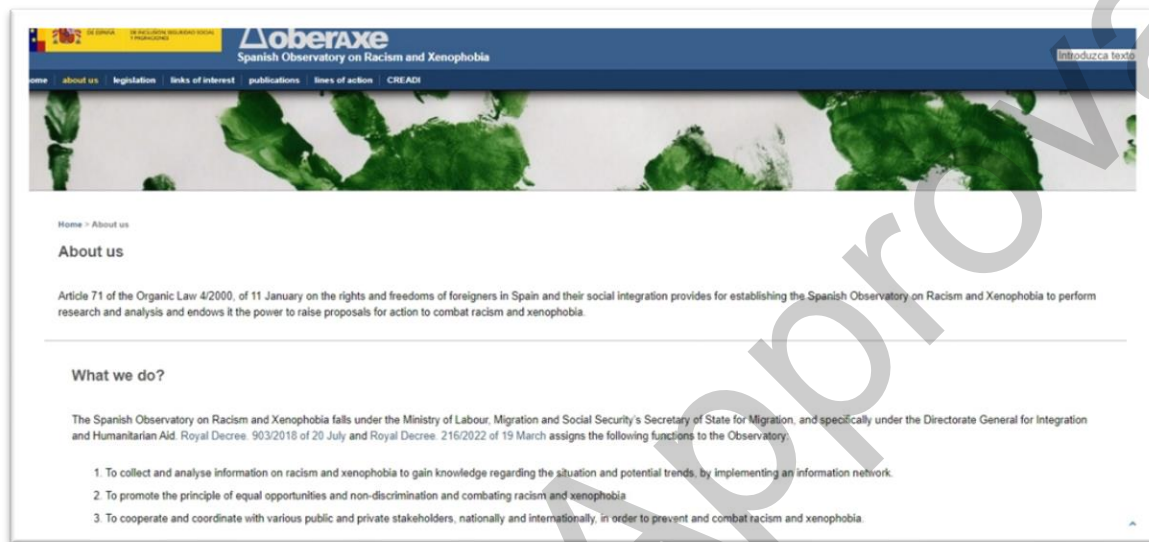 DE ESPAÑA
DE INCLUSIÓN, SEGURIDAD SOCIAL
Y MIGRACIONES
oberaxe
Spanish Observatory on Racism and Xenophobia
Introduzca texto
ome about us legislation links of interest publications lines of action CREADI
Home > About us
About us
Article 71 of the Organic Law 4/2000, of 11 January on the rights and freedoms of foreigners in Spain and their social integration provides for establishing the Spanish Observatory on Racism and Xenophobia to perform
research and analysis and endows it the power to raise proposals for action to combat racism and xenophobia.
What we do?
The Spanish Observatory on Racism and Xenophobia falls under the Ministry of Labour, Migration and Social Security's Secretary of State for Migration, and specifically under the Directorate General for Integration
and Humanitarian Aid. Royal Decree. 903/2018 of 20 July and Royal Decree. 216/2022 of 19 March assigns the following functions to the Observatory:
1. To collect and analyse information on racism and xenophobia to gain knowledge regarding the situation and potential trends, by implementing an information network.
2. To promote the principle of equal opportunities and non-discrimination and combating racism and xenophobia
3. To cooperate and coordinate with various public and private stakeholders, nationally and internationally, in order to prevent and combat racism and xenophobia.
Approva